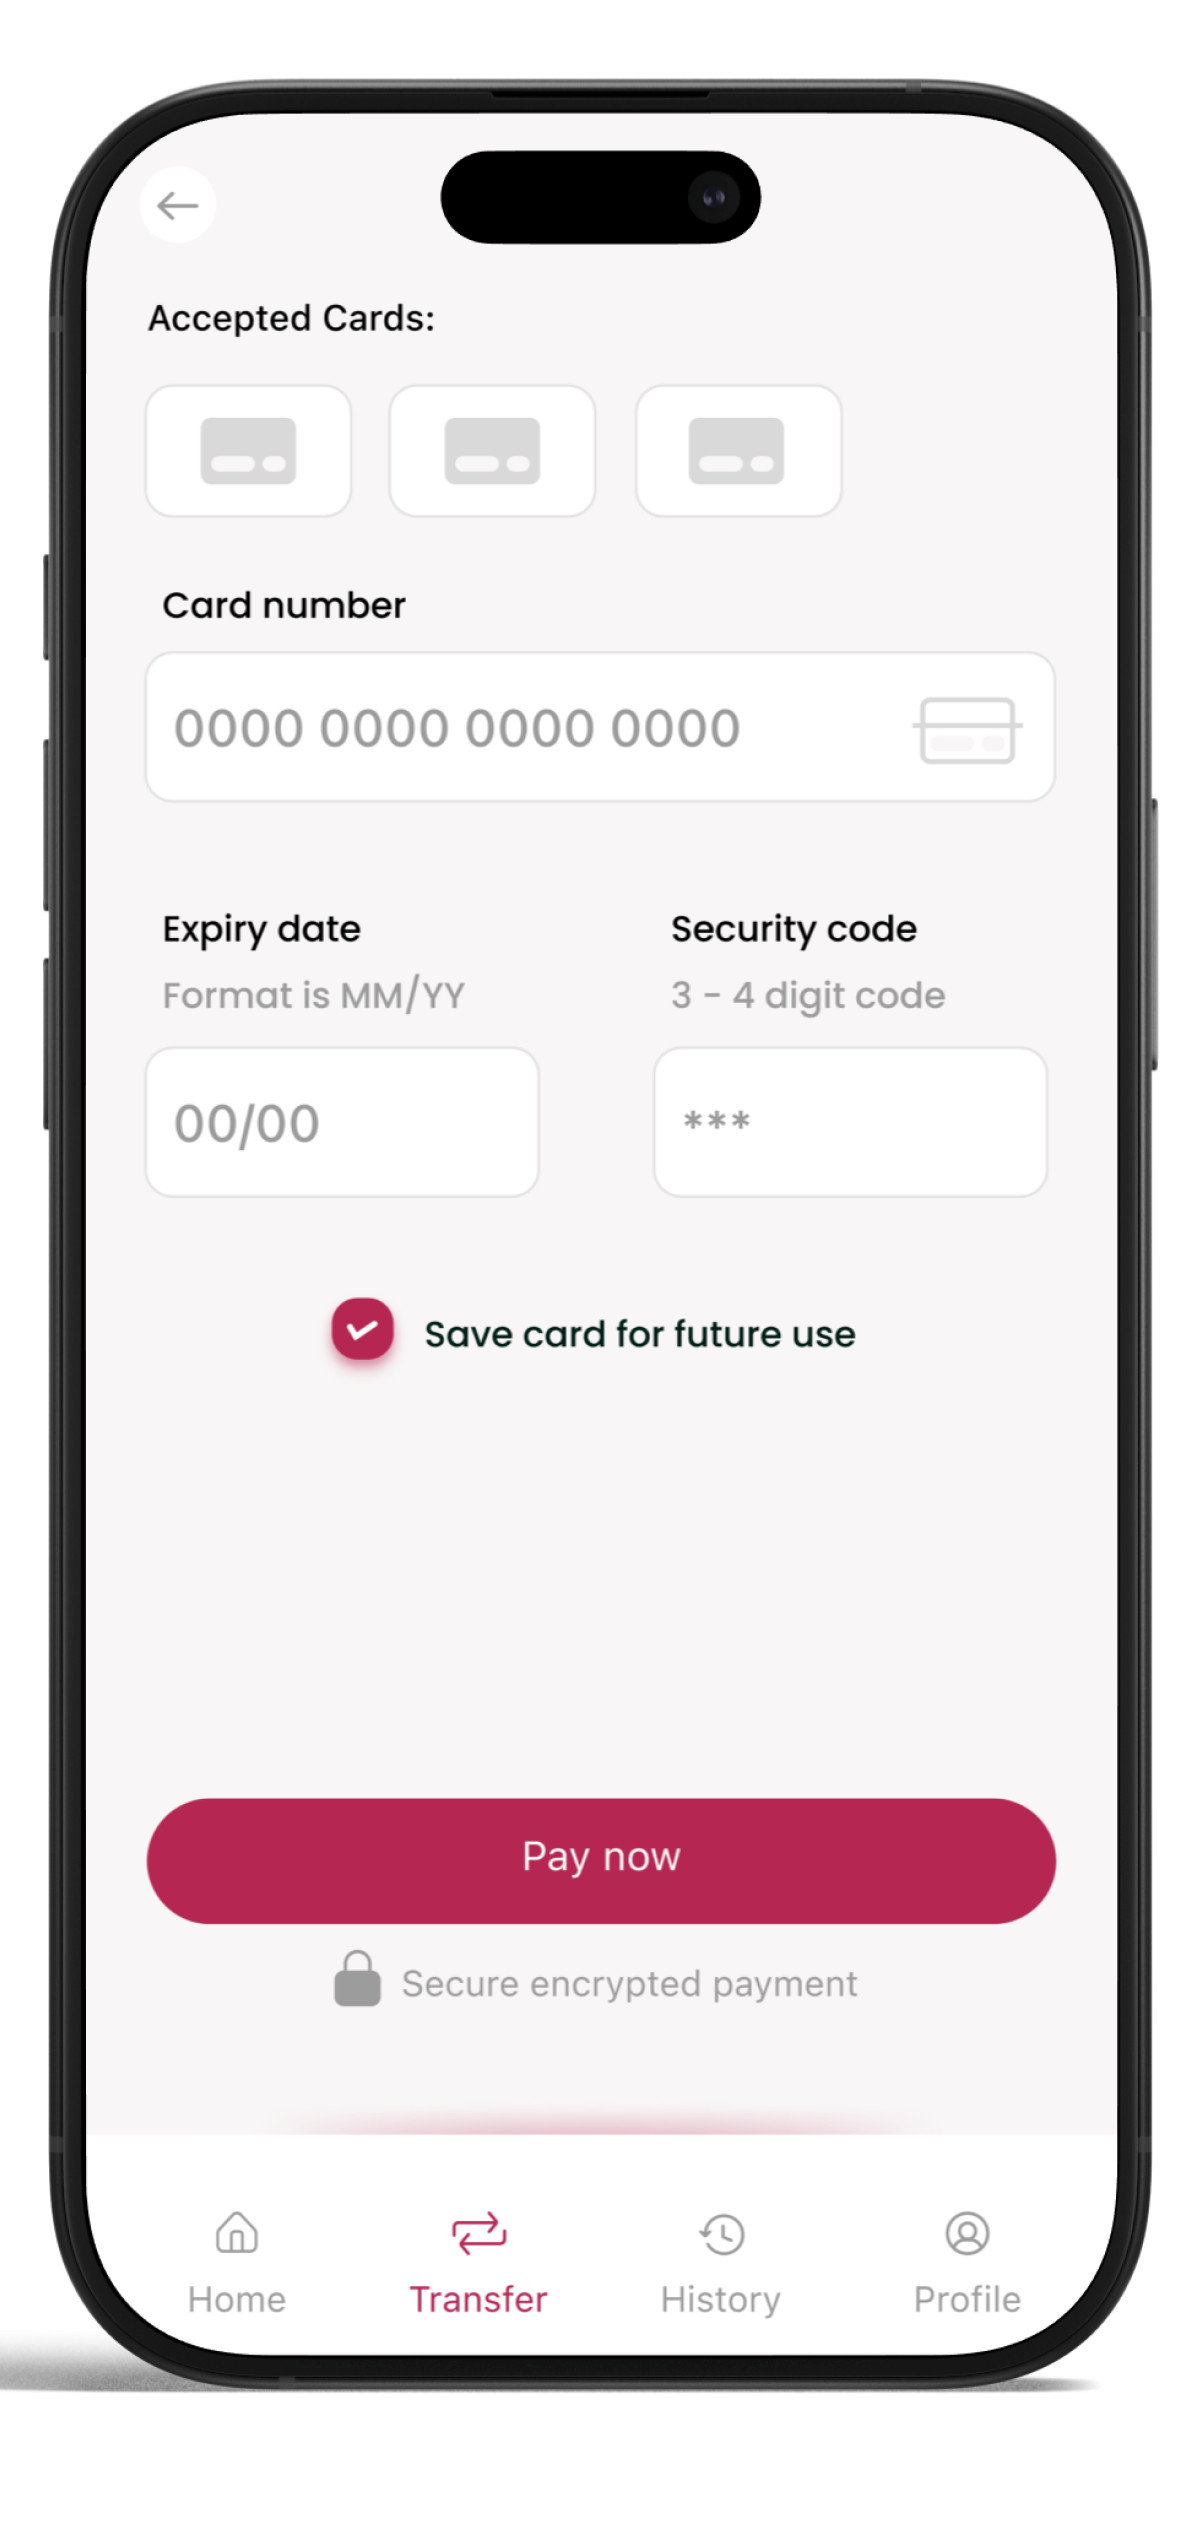 Accepted Cards:
Card number
0000 0000 0000 0000
Expiry date
Format is MM/YY
00/00
Security code
3 - 4 digit code
***
Save card for future use
Pay now
Secure encrypted payment
Home
Transfer
History
Profile